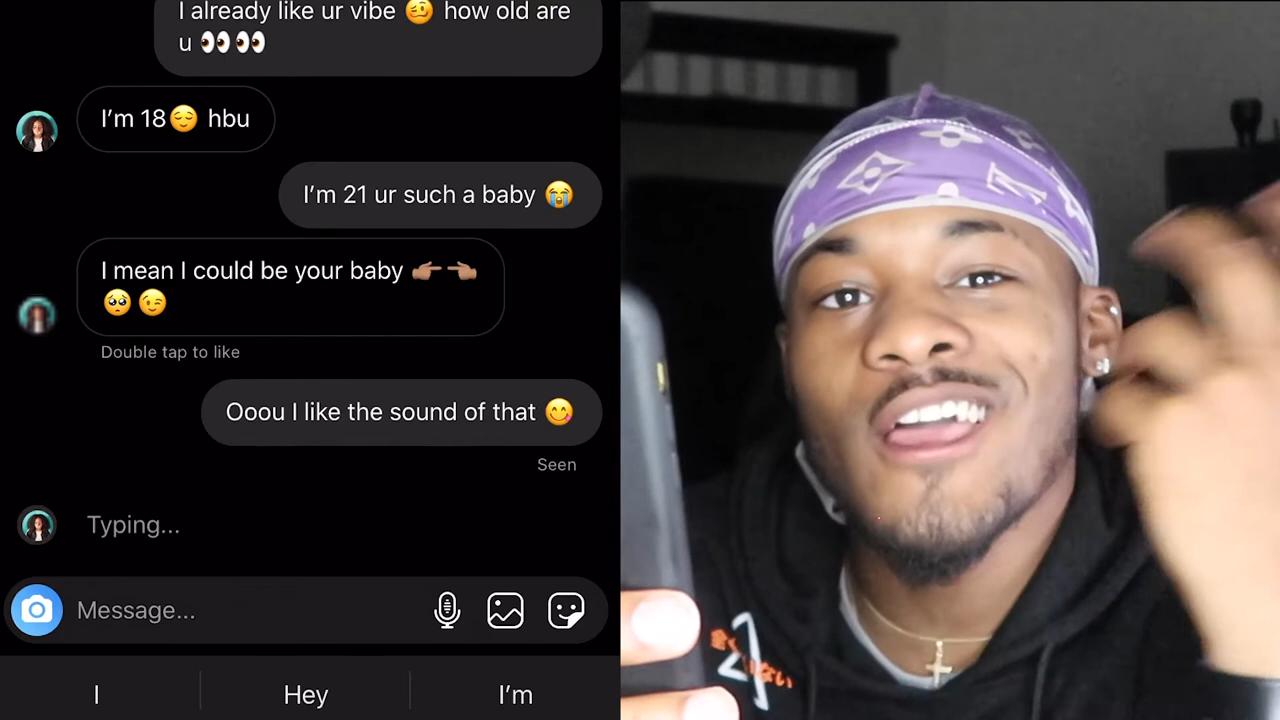 I already like ur vibe 🥴 how old are
u 👀👀
I'm 18😌 hbu
I'm 21 ur such a baby 😭
I mean I could be your baby 👉🏽👈🏽
🥺😉
Double tap to like
Ooou I like the sound of that 😋
Seen
Typing...
Message...
I
Hey
I'm